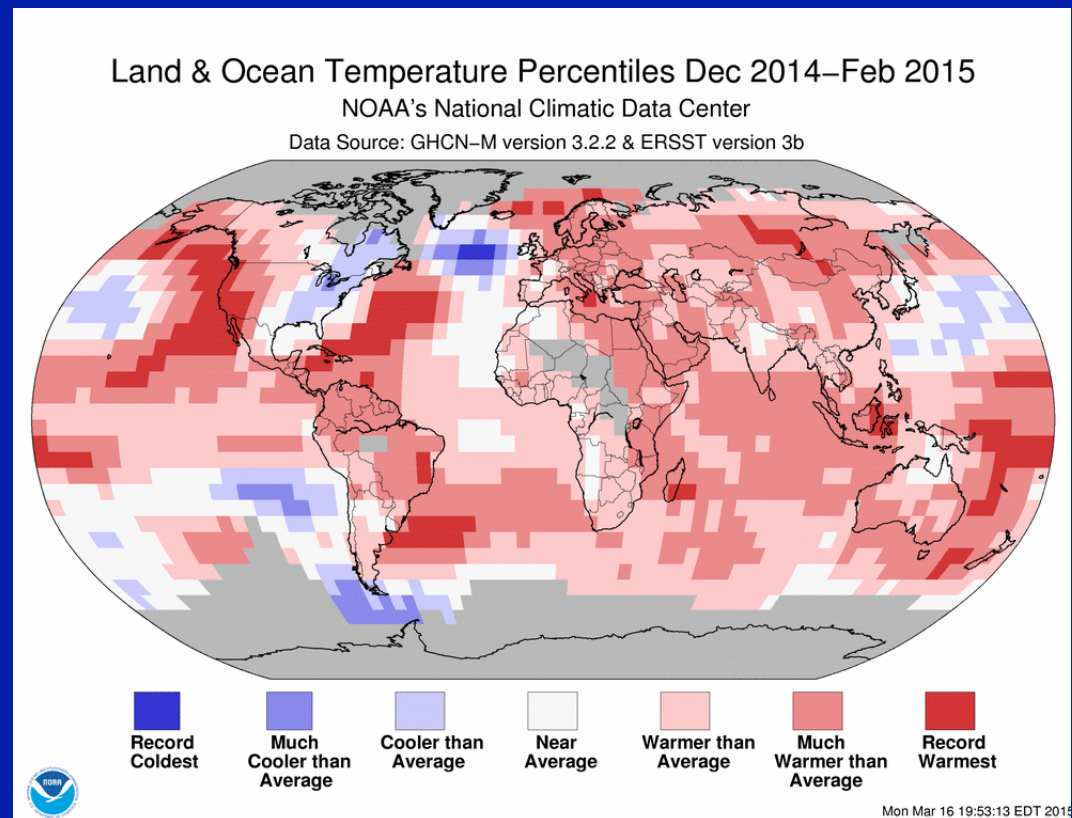 Land & Ocean Temperature Percentiles Dec 2014–Feb 2015
NOAA's National Climatic Data Center
Data Source: GHCN–M version 3.2.2 & ERSST version 3b
Record
Coldest
Much
Cooler than
Average
Cooler than
Average
Near
Average
Warmer than
Average
Much
Warmer than
Average
Record
Warmest
NOAA
Mon Mar 16 19:53:13 EDT 2015